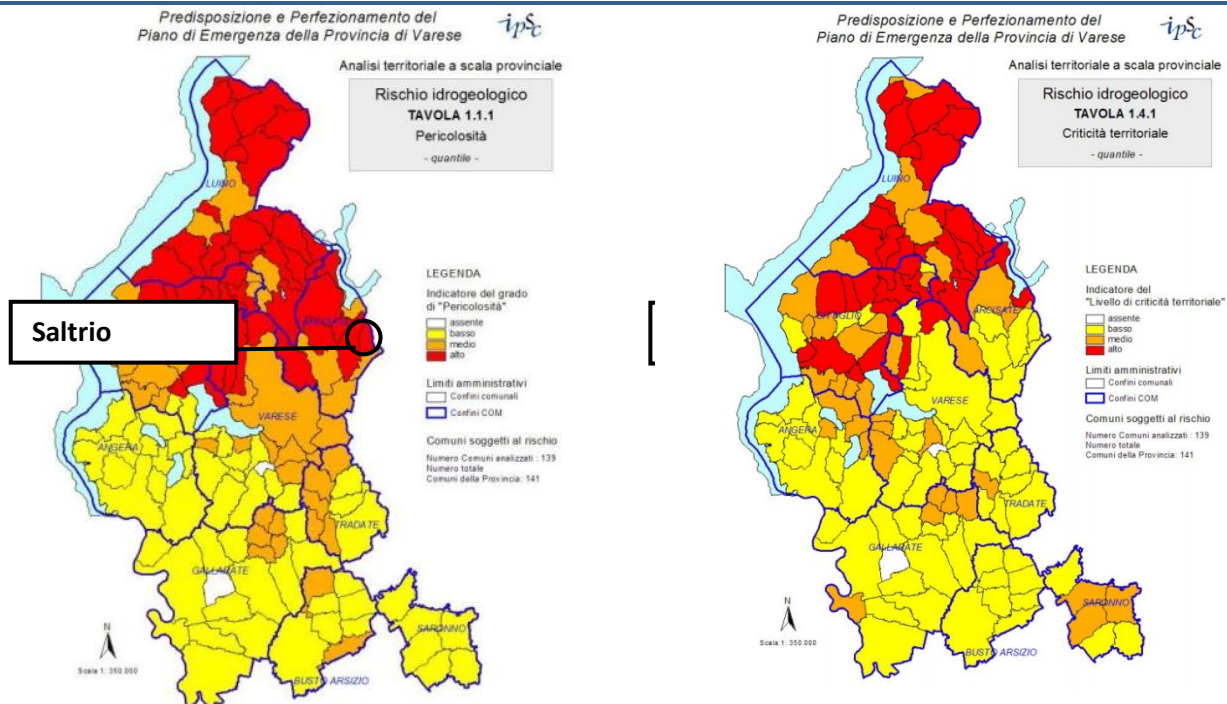 Predisposizione e Perfezionamento del
Piano di Emergenza della Provincia di Varese
ipsc
Analisi territoriale a scala provinciale
Rischio idrogeologico
TAVOLA 1.1.1
Pericolosità
- quantile -
LUINO
ARCISATE
Saltrio
VARESE
ANGERA
TRADATE
GALLARATE
SARONNO
BUSTO ARSIZIO
LEGENDA
Indicatore del grado
di "Pericolosità"
assente
basso
medio
alto
Limiti amministrativi
Confini comunali
Confini COM
Comuni soggetti al rischio
Numero Comuni analizzati : 139
Numero totale
Comuni della Provincia: 141
N
Scala 1: 350.000
Predisposizione e Perfezionamento del
Piano di Emergenza della Provincia di Varese
ipsc
Analisi territoriale a scala provinciale
Rischio idrogeologico
TAVOLA 1.4.1
Criticità territoriale
- quantile -
LUINO
ARCISATE
VARESE
ANGERA
TRADATE
GALLARATE
SARONNO
BUSTO ARSIZIO
LEGENDA
Indicatore del
"Livello di criticità territoriale"
assente
basso
medio
alto
Limiti amministrativi
Confini comunali
Confini COM
Comuni soggetti al rischio
Numero Comuni analizzati : 139
Numero totale
Comuni della Provincia: 141
N
Scala 1: 350.000